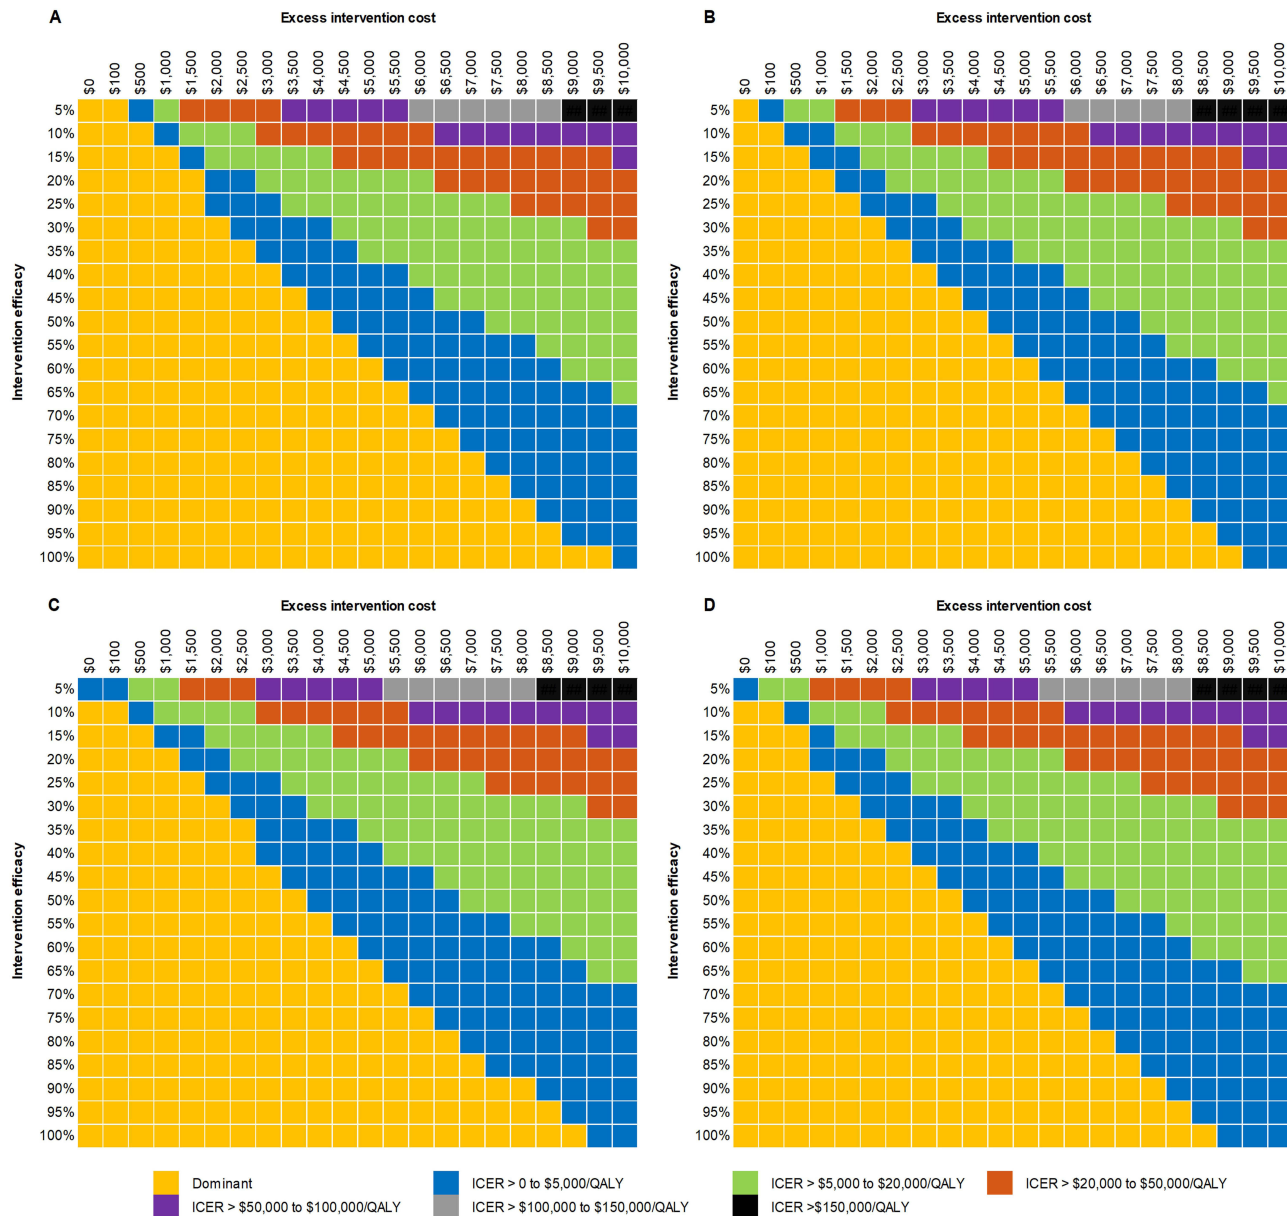 A
Excess intervention cost
$0 $100 $500 $1,000 $1,500 $2,000 $2,500 $3,000 $3,500 $4,000 $4,500 $5,000 $5,500 $6,000 $6,500 $7,000 $8,000 $8,500 $9,000 $9,500 $10,000
Intervention efficacy
5% ## ## ##
10%
15%
20%
25%
30%
35%
40%
45%
50%
55%
60%
65%
70%
75%
80%
85%
90%
95%
100%
B
Excess intervention cost
$0 $100 $500 $1,000 $1,500 $2,000 $2,500 $3,000 $3,500 $4,000 $4,500 $5,000 $5,500 $6,000 $6,500 $7,000 $7,500 $8,000 $8,500 $9,000 $9,500 $10,000
Intervention efficacy
5% ## ## ## ##
10%
15%
20%
25%
30%
35%
40%
45%
50%
55%
60%
65%
70%
75%
80%
85%
90%
95%
100%
C
Excess intervention cost
$0 $100 $500 $1,000 $1,500 $2,000 $2,500 $3,000 $3,500 $4,000 $4,500 $5,000 $5,500 $6,000 $6,500 $7,000 $7,500 $8,000 $8,500 $9,000 $9,500 $10,000
Intervention efficacy
5% ## ## ## ##
10%
15%
20%
25%
30%
35%
40%
45%
50%
55%
60%
65%
70%
75%
80%
85%
90%
95%
100%
D
Excess intervention cost
$0 $100 $500 $1,000 $1,500 $2,000 $2,500 $3,000 $3,500 $4,000 $4,500 $5,000 $5,500 $6,000 $6,500 $7,000 $7,500 $8,000 $8,500 $9,000 $9,500 $10,000
Intervention efficacy
5% ## ## ## ##
10%
15%
20%
25%
30%
35%
40%
45%
50%
55%
60%
65%
70%
75%
80%
85%
90%
95%
100%
Dominant
ICER > 0 to $5,000/QALY
ICER > $5,000 to $20,000/QALY
ICER > $20,000 to $50,000/QALY
ICER > $50,000 to $100,000/QALY
ICER > $100,000 to $150,000/QALY
ICER >$150,000/QALY